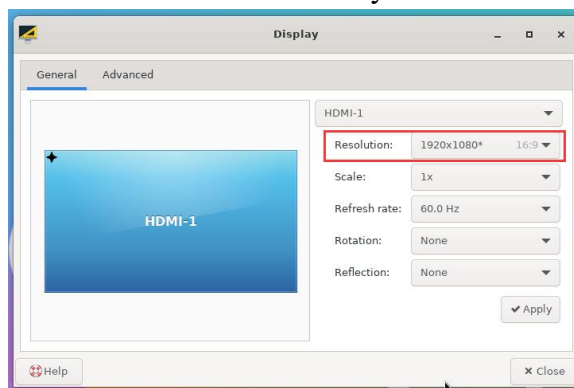 Display
General Advanced
HDMI-1
Resolution: 1920x1080* 16:9
Scale: 1x
HDMI-1
Refresh rate: 60.0 Hz
Rotation: None
Reflection: None
Apply
Help
Close